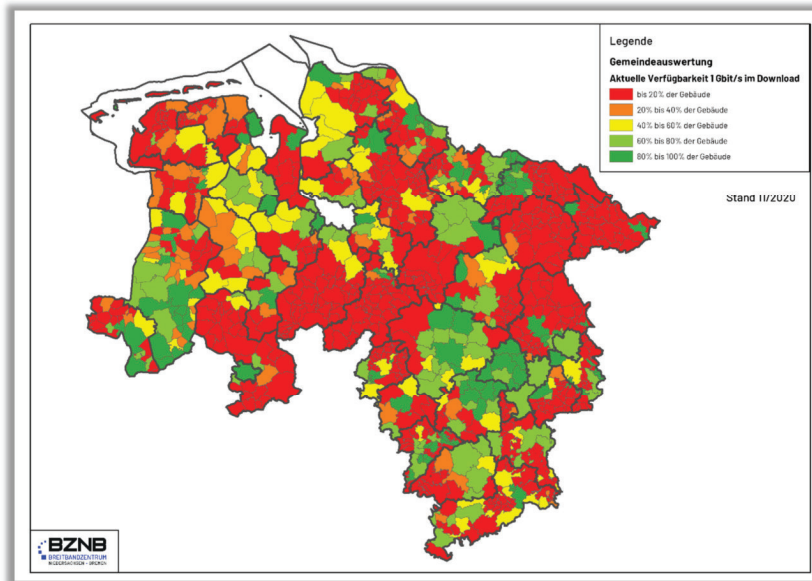 Legende
Gemeindeauswertung
Aktuelle Verfügbarkeit 1 Gbit/s im Download
bis 20% der Gebäude
20% bis 40% der Gebäude
40% bis 60% der Gebäude
60% bis 80% der Gebäude
80% bis 100% der Gebäude
Stand 11/2020
BZNB
BREITBANDZENTRUM
NIEDERSACHSEN - BREMEN